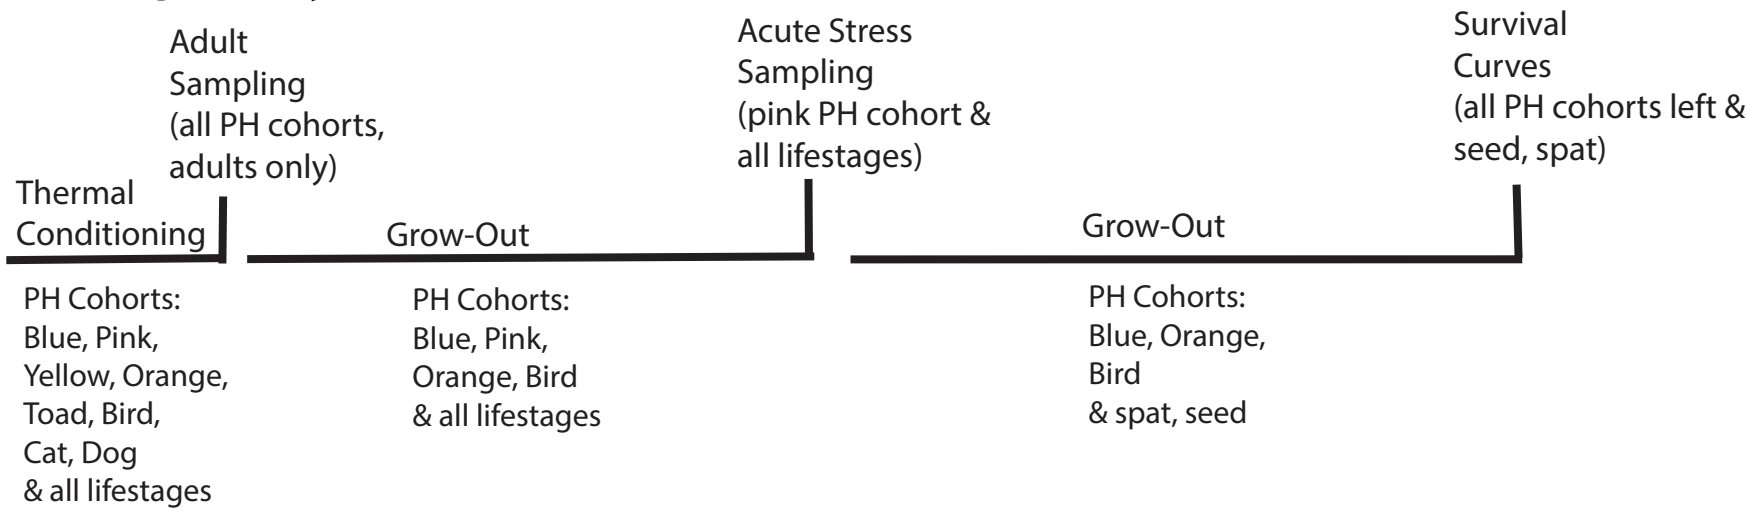 Adult
Sampling
(all PH cohorts,
adults only)
Acute Stress
Sampling
(pink PH cohort &
all lifestages)
Survival
Curves
(all PH cohorts left &
seed, spat)
Thermal
Conditioning
Grow-Out
Grow-Out
PH Cohorts:
Blue, Pink,
Yellow, Orange,
Toad, Bird,
Cat, Dog
& all lifestages
PH Cohorts:
Blue, Pink,
Orange, Bird
& all lifestages
PH Cohorts:
Blue, Orange,
Bird
& spat, seed